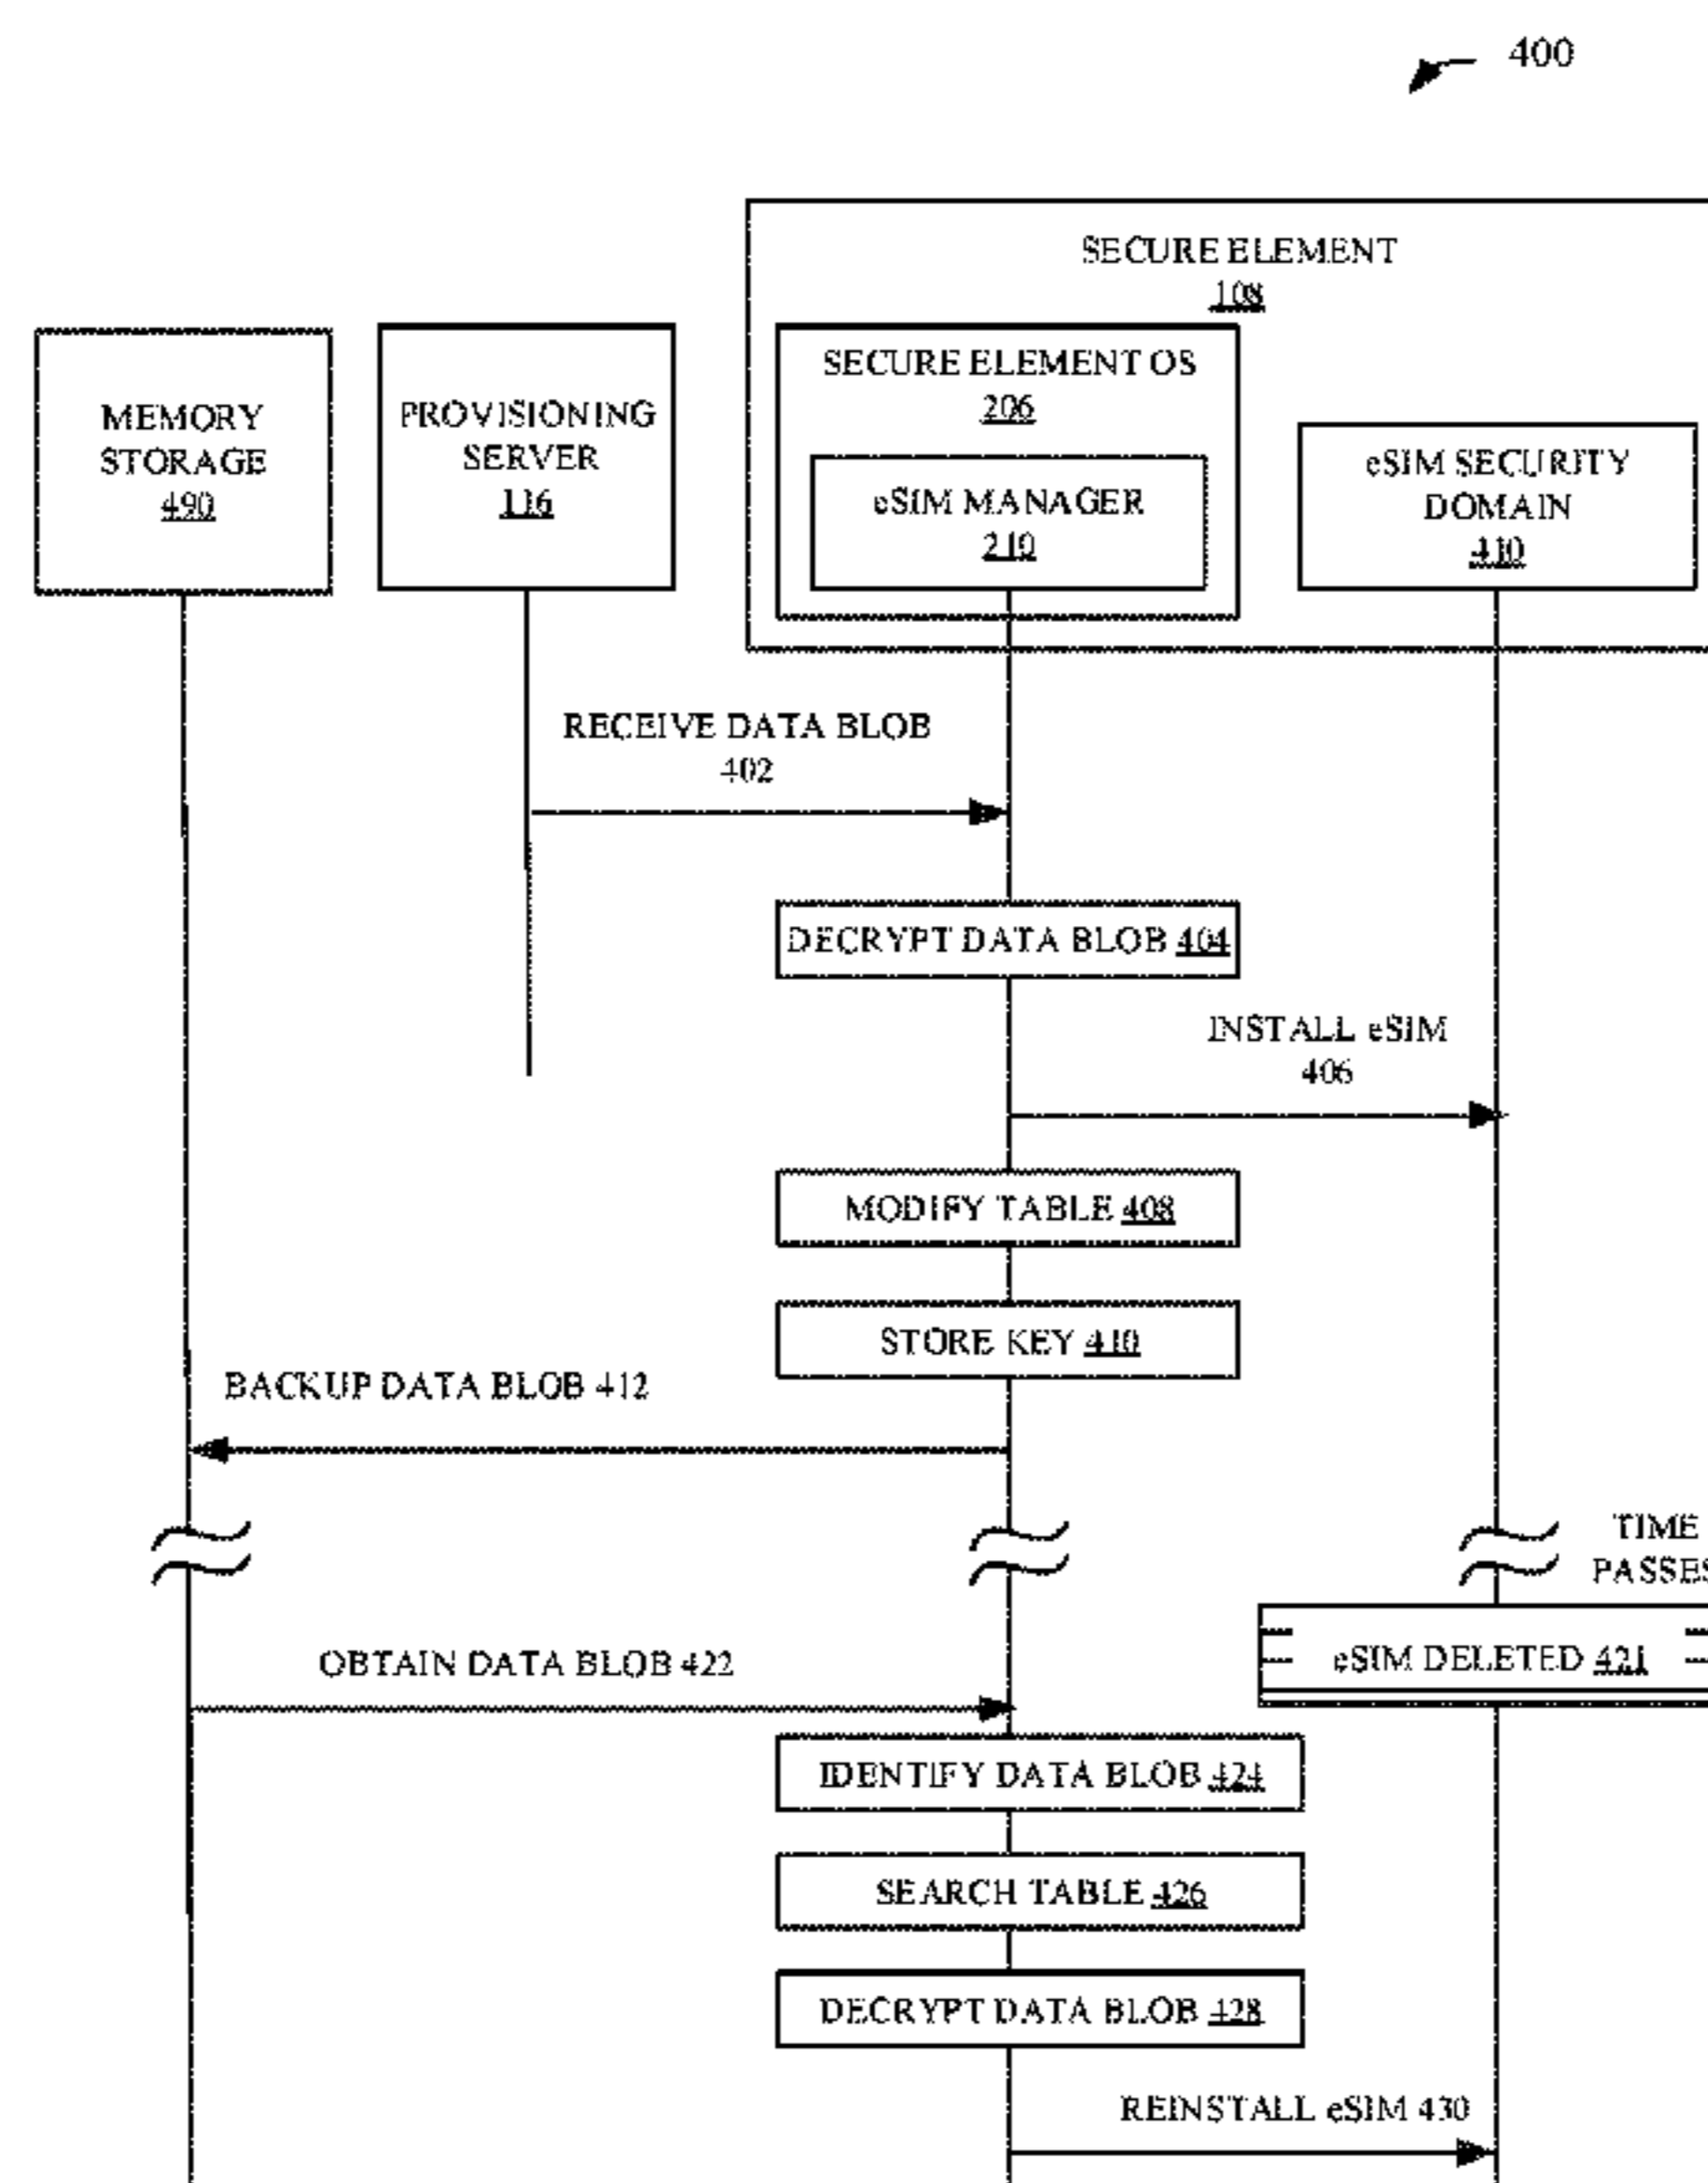 400
SECURE ELEMENT
108
MEMORY
STORAGE
490
PROVISIONING
SERVER
116
SECURE ELEMENT OS
206
eSIM MANAGER
210
eSIM SECURITY
DOMAIN
410
RECEIVE DATA BLOB
402
DECRYPT DATA BLOB 404
INSTALL eSIM
406
MODIFY TABLE 408
STORE KEY 410
BACKUP DATA BLOB 412
TIME
PASSES
eSIM DELETED 421
OBTAIN DATA BLOB 422
IDENTIFY DATA BLOB 424
SEARCH TABLE 426
DECRYPT DATA BLOB 428
REINSTALL eSIM 430